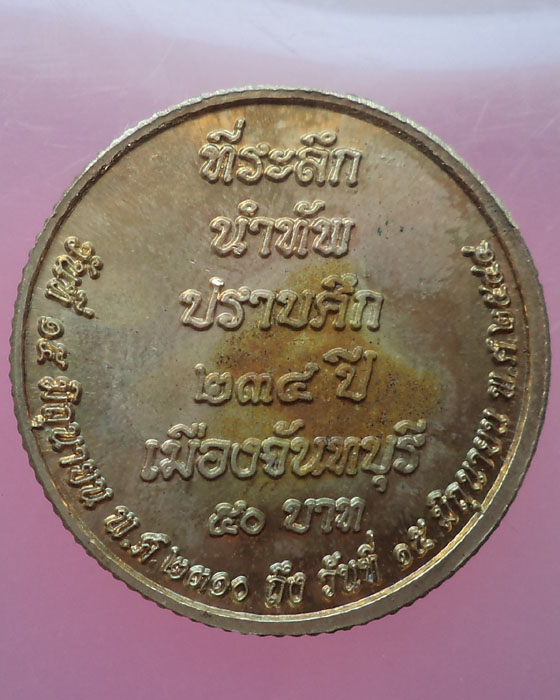 ที่ระลึก
นำทัพ
ปราบศึก
๒๓๔ ปี
เมืองจันทบุรี
๕๐ บาท
วันที่ ๑๕ มิถุนายน พ.ศ.๒๓๑๐ ถึง วันที่ ๑๕ มิถุนายน พ.ศ.๒๕๔๔